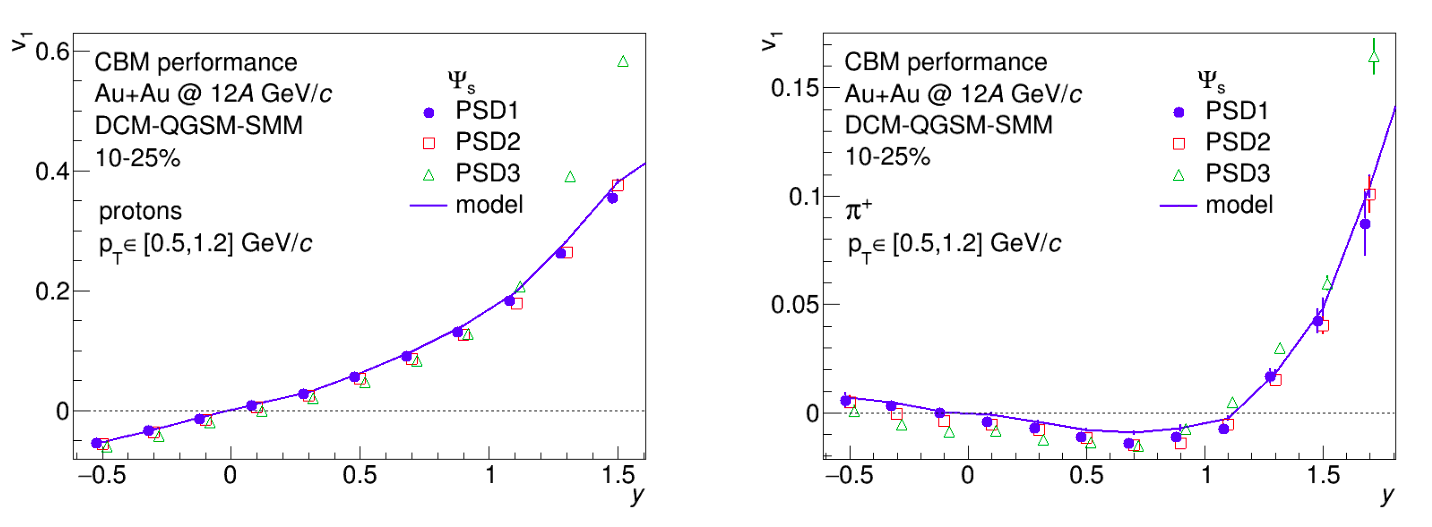 v1
0.6
0.4
0.2
0
−0.5
0
0.5
1
1.5
y
CBM performance
Au+Au @ 12A GeV/c
DCM-QGSM-SMM
10-25%
protons
pT∈ [0.5,1.2] GeV/c
Ψs
PSD1
PSD2
PSD3
model
v1
0.15
0.1
0.05
0
−0.5
0
0.5
1
1.5
y
CBM performance
Au+Au @ 12A GeV/c
DCM-QGSM-SMM
10-25%
π+
pT∈ [0.5,1.2] GeV/c
Ψs
PSD1
PSD2
PSD3
model